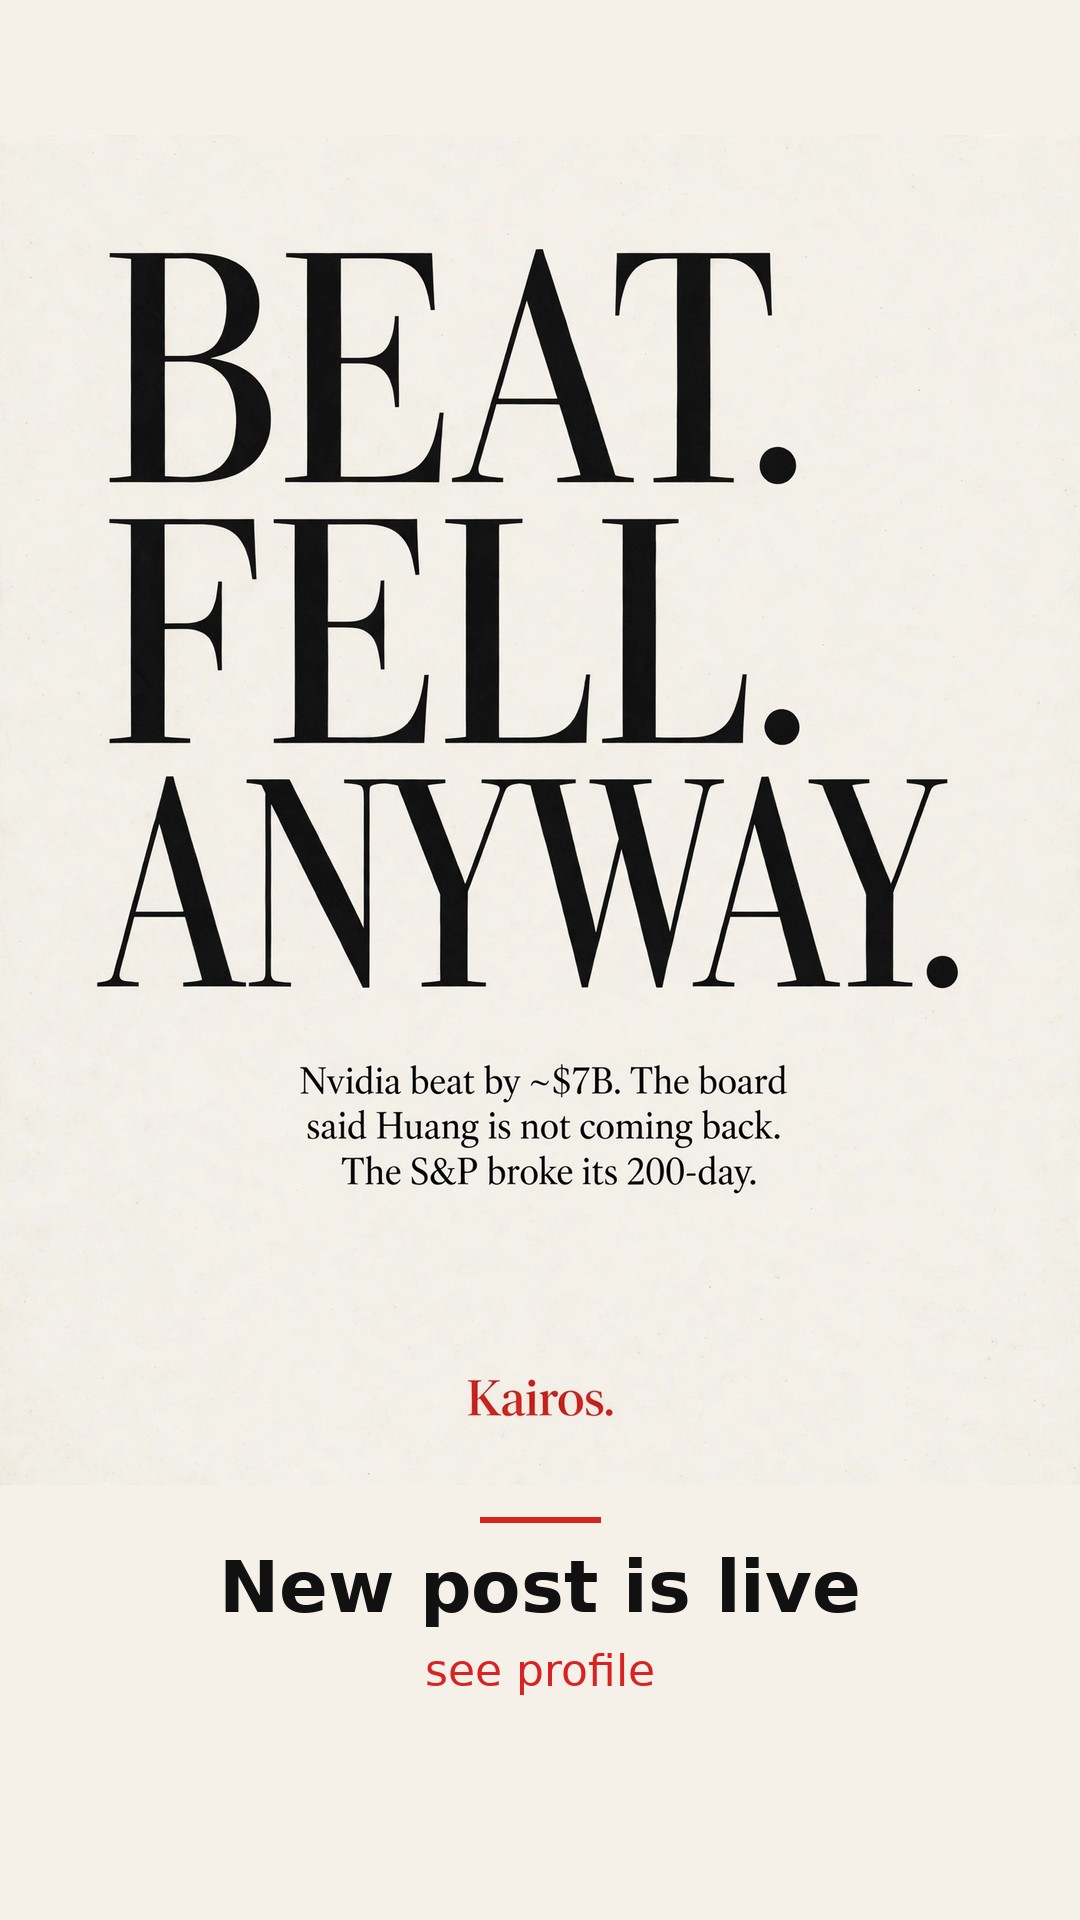 BEAT.
FELL.
ANYWAY.
Nvidia beat by ~$7B. The board
said Huang is not coming back.
The S&P broke its 200-day.
Kairos.
New post is live
see profile